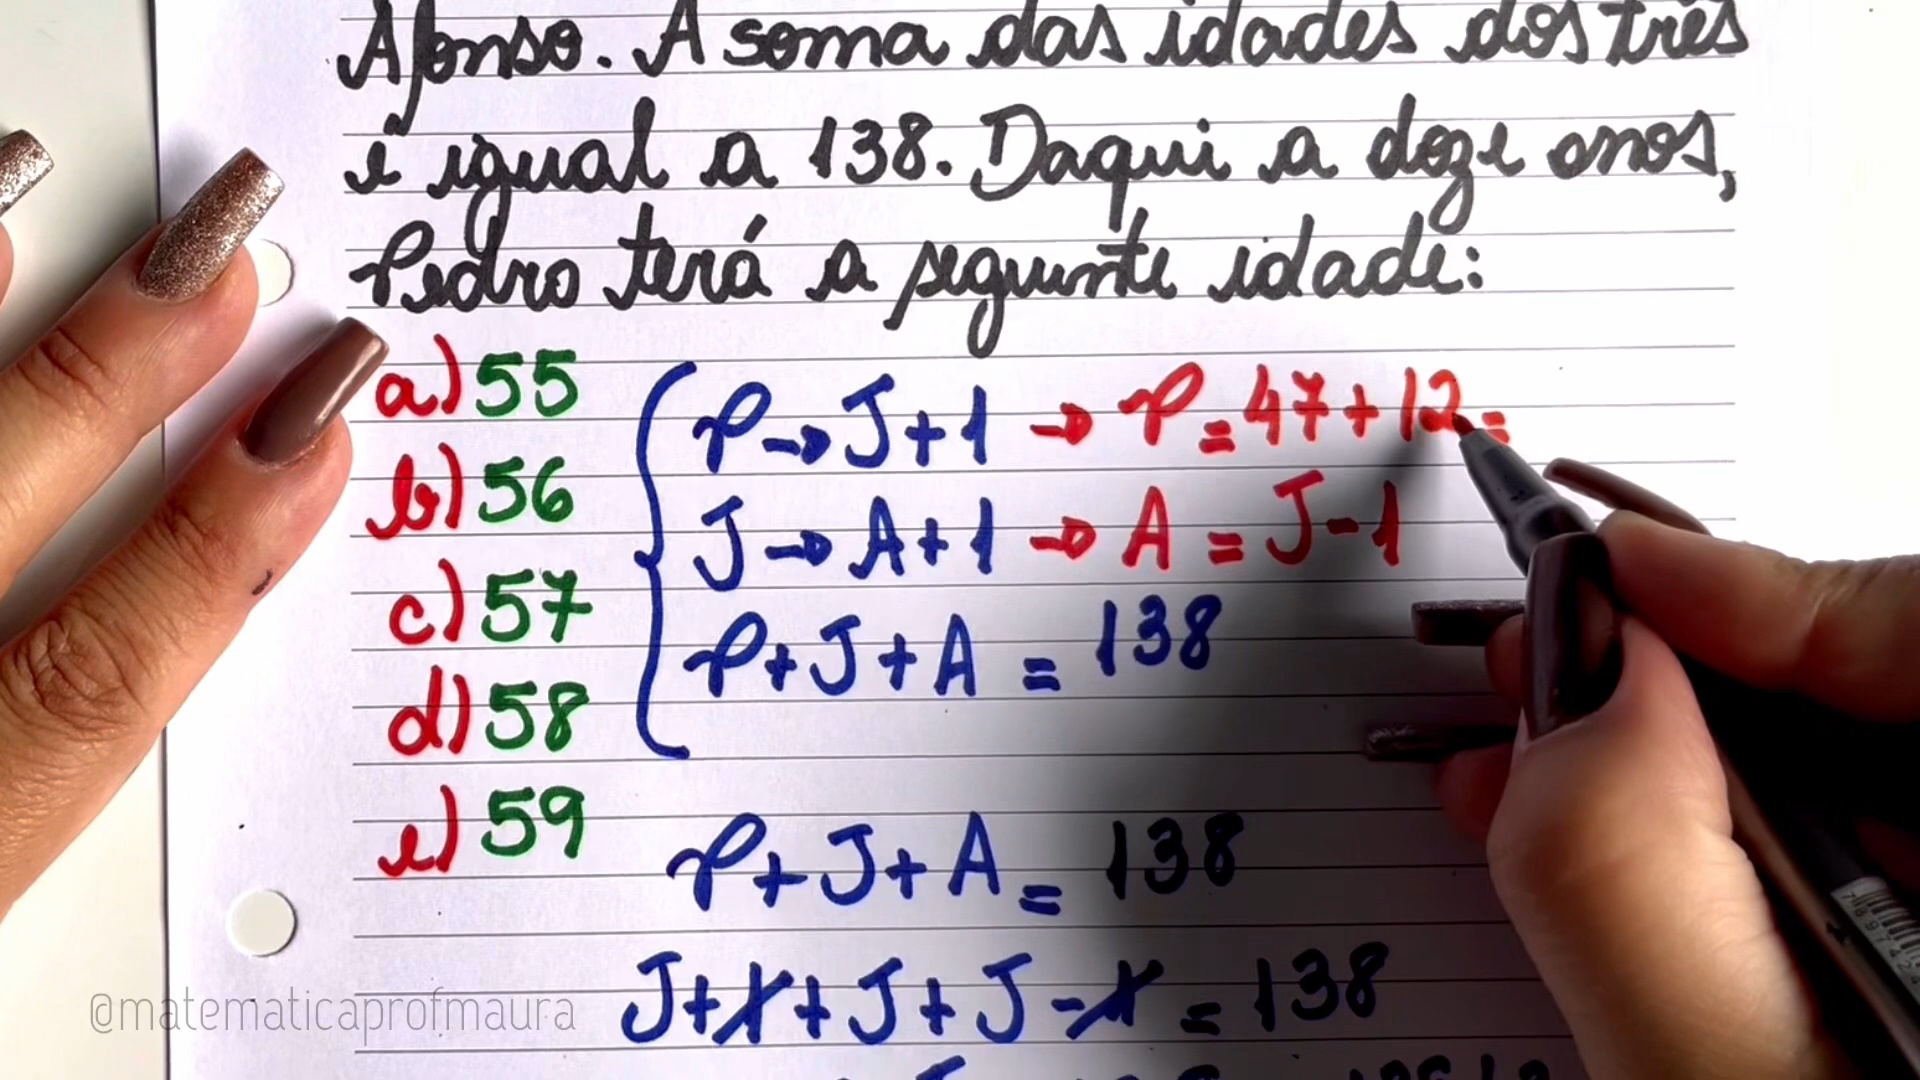 Afonso. A soma das idades dos três
é igual a 138. Daqui a doze anos,
Pedro terá a seguinte idade:
a) 55
b) 56
c) 57
d) 58
e) 59
P → J + 1 → P = 47 + 12 =
J → A + 1 → A = J - 1
P + J + A = 138
P + J + A = 138
J + 1 + J + J - 1 = 138
@matematicaprofmaura